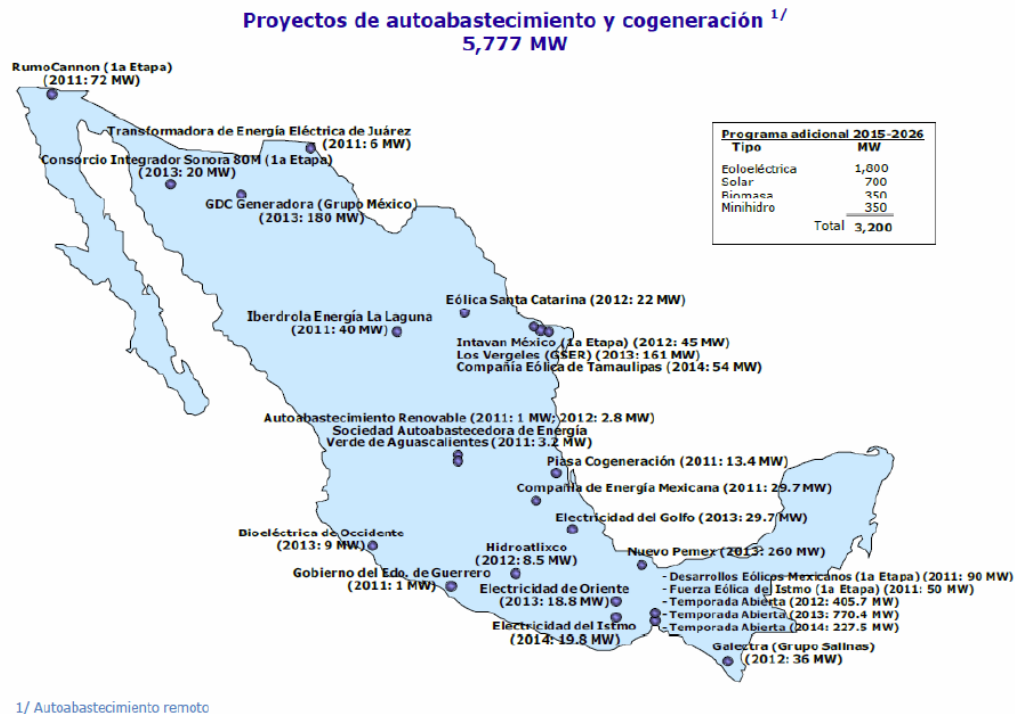 Proyectos de autoabastecimiento y cogeneración 1/
5,777 MW
RumoCannon (1a Etapa)
(2011: 72 MW)
Transformadora de Energía Eléctrica de Juárez
(2011: 6 MW)
Consorcio Integrador Sonora 80M (1a Etapa)
(2013: 20 MW)
GDC Generadora (Grupo México)
(2013: 180 MW)
Programa adicional 2015-2026
Tipo MW
Eoloeléctrica 1,800
Solar 700
Biomasa 350
Minihidro 350
Total 3,200
Eólica Santa Catarina (2012: 22 MW)
Iberdrola Energía La Laguna
(2011: 40 MW)
Intavan México (1a Etapa) (2012: 45 MW)
Los Vergeles (GSER) (2013: 161 MW)
Compañía Eólica de Tamaulipas (2014: 54 MW)
Autoabastecimiento Renovable (2011: 1 MW; 2012: 2.8 MW)
Sociedad Autoabastecedora de Energía
Verde de Aguascalientes (2011: 3.2 MW)
Piasa Cogeneración (2011: 13.4 MW)
Compañía de Energía Mexicana (2011: 29.7 MW)
Electricidad del Golfo (2013: 29.7 MW)
Bioeléctrica de Occidente
(2013: 9 MW)
Hidroatlixco
(2012: 8.5 MW)
Nuevo Pemex (2013: 260 MW)
Gobierno del Edo. de Guerrero
(2011: 1 MW)
Electricidad de Oriente
(2013: 18.8 MW)
Electricidad del Istmo
(2014: 19.8 MW)
- Desarrollos Eólicos Mexicanos (1a Etapa) (2011: 90 MW)
- Fuerza Eólica del Istmo (1a Etapa) (2011: 50 MW)
- Temporada Abierta (2012: 405.7 MW)
- Temporada Abierta (2013: 770.4 MW)
- Temporada Abierta (2014: 227.5 MW)
Galectra (Grupo Salinas)
(2012: 36 MW)
1/ Autoabastecimiento remoto